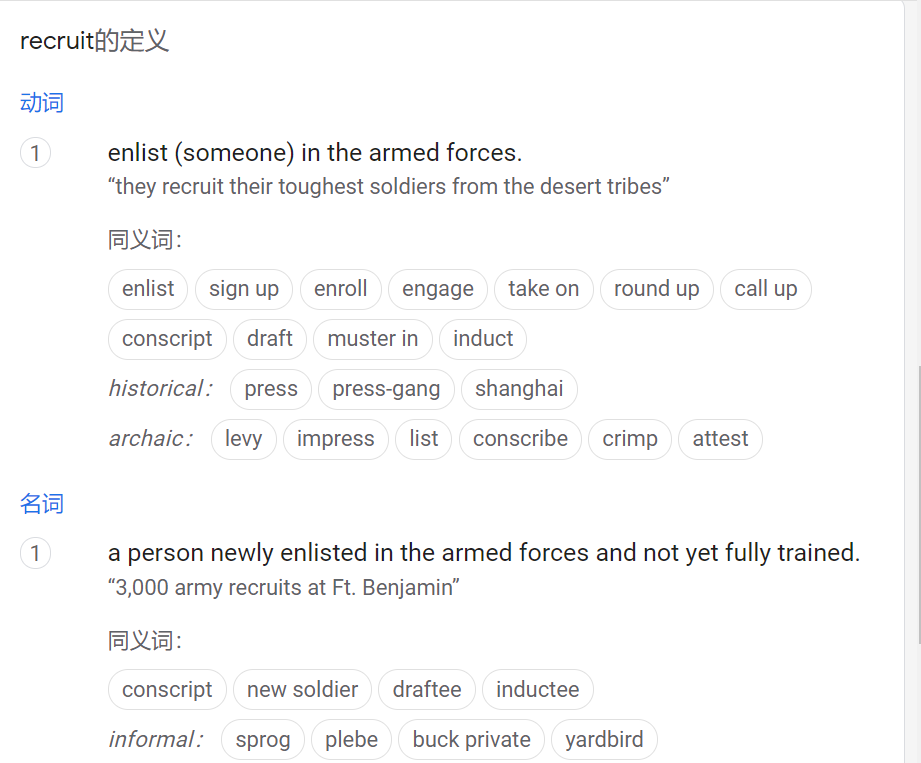 recruit的定义
动词
1 enlist (someone) in the armed forces.
“they recruit their toughest soldiers from the desert tribes”
同义词：
enlist sign up enroll engage take on round up call up
conscript draft muster in induct
historical： press press-gang shanghai
archaic： levy impress list conscribe crimp attest
名词
1 a person newly enlisted in the armed forces and not yet fully trained.
“3,000 army recruits at Ft. Benjamin”
同义词：
conscript new soldier draftee inductee
informal： sprog plebe buck private yardbird